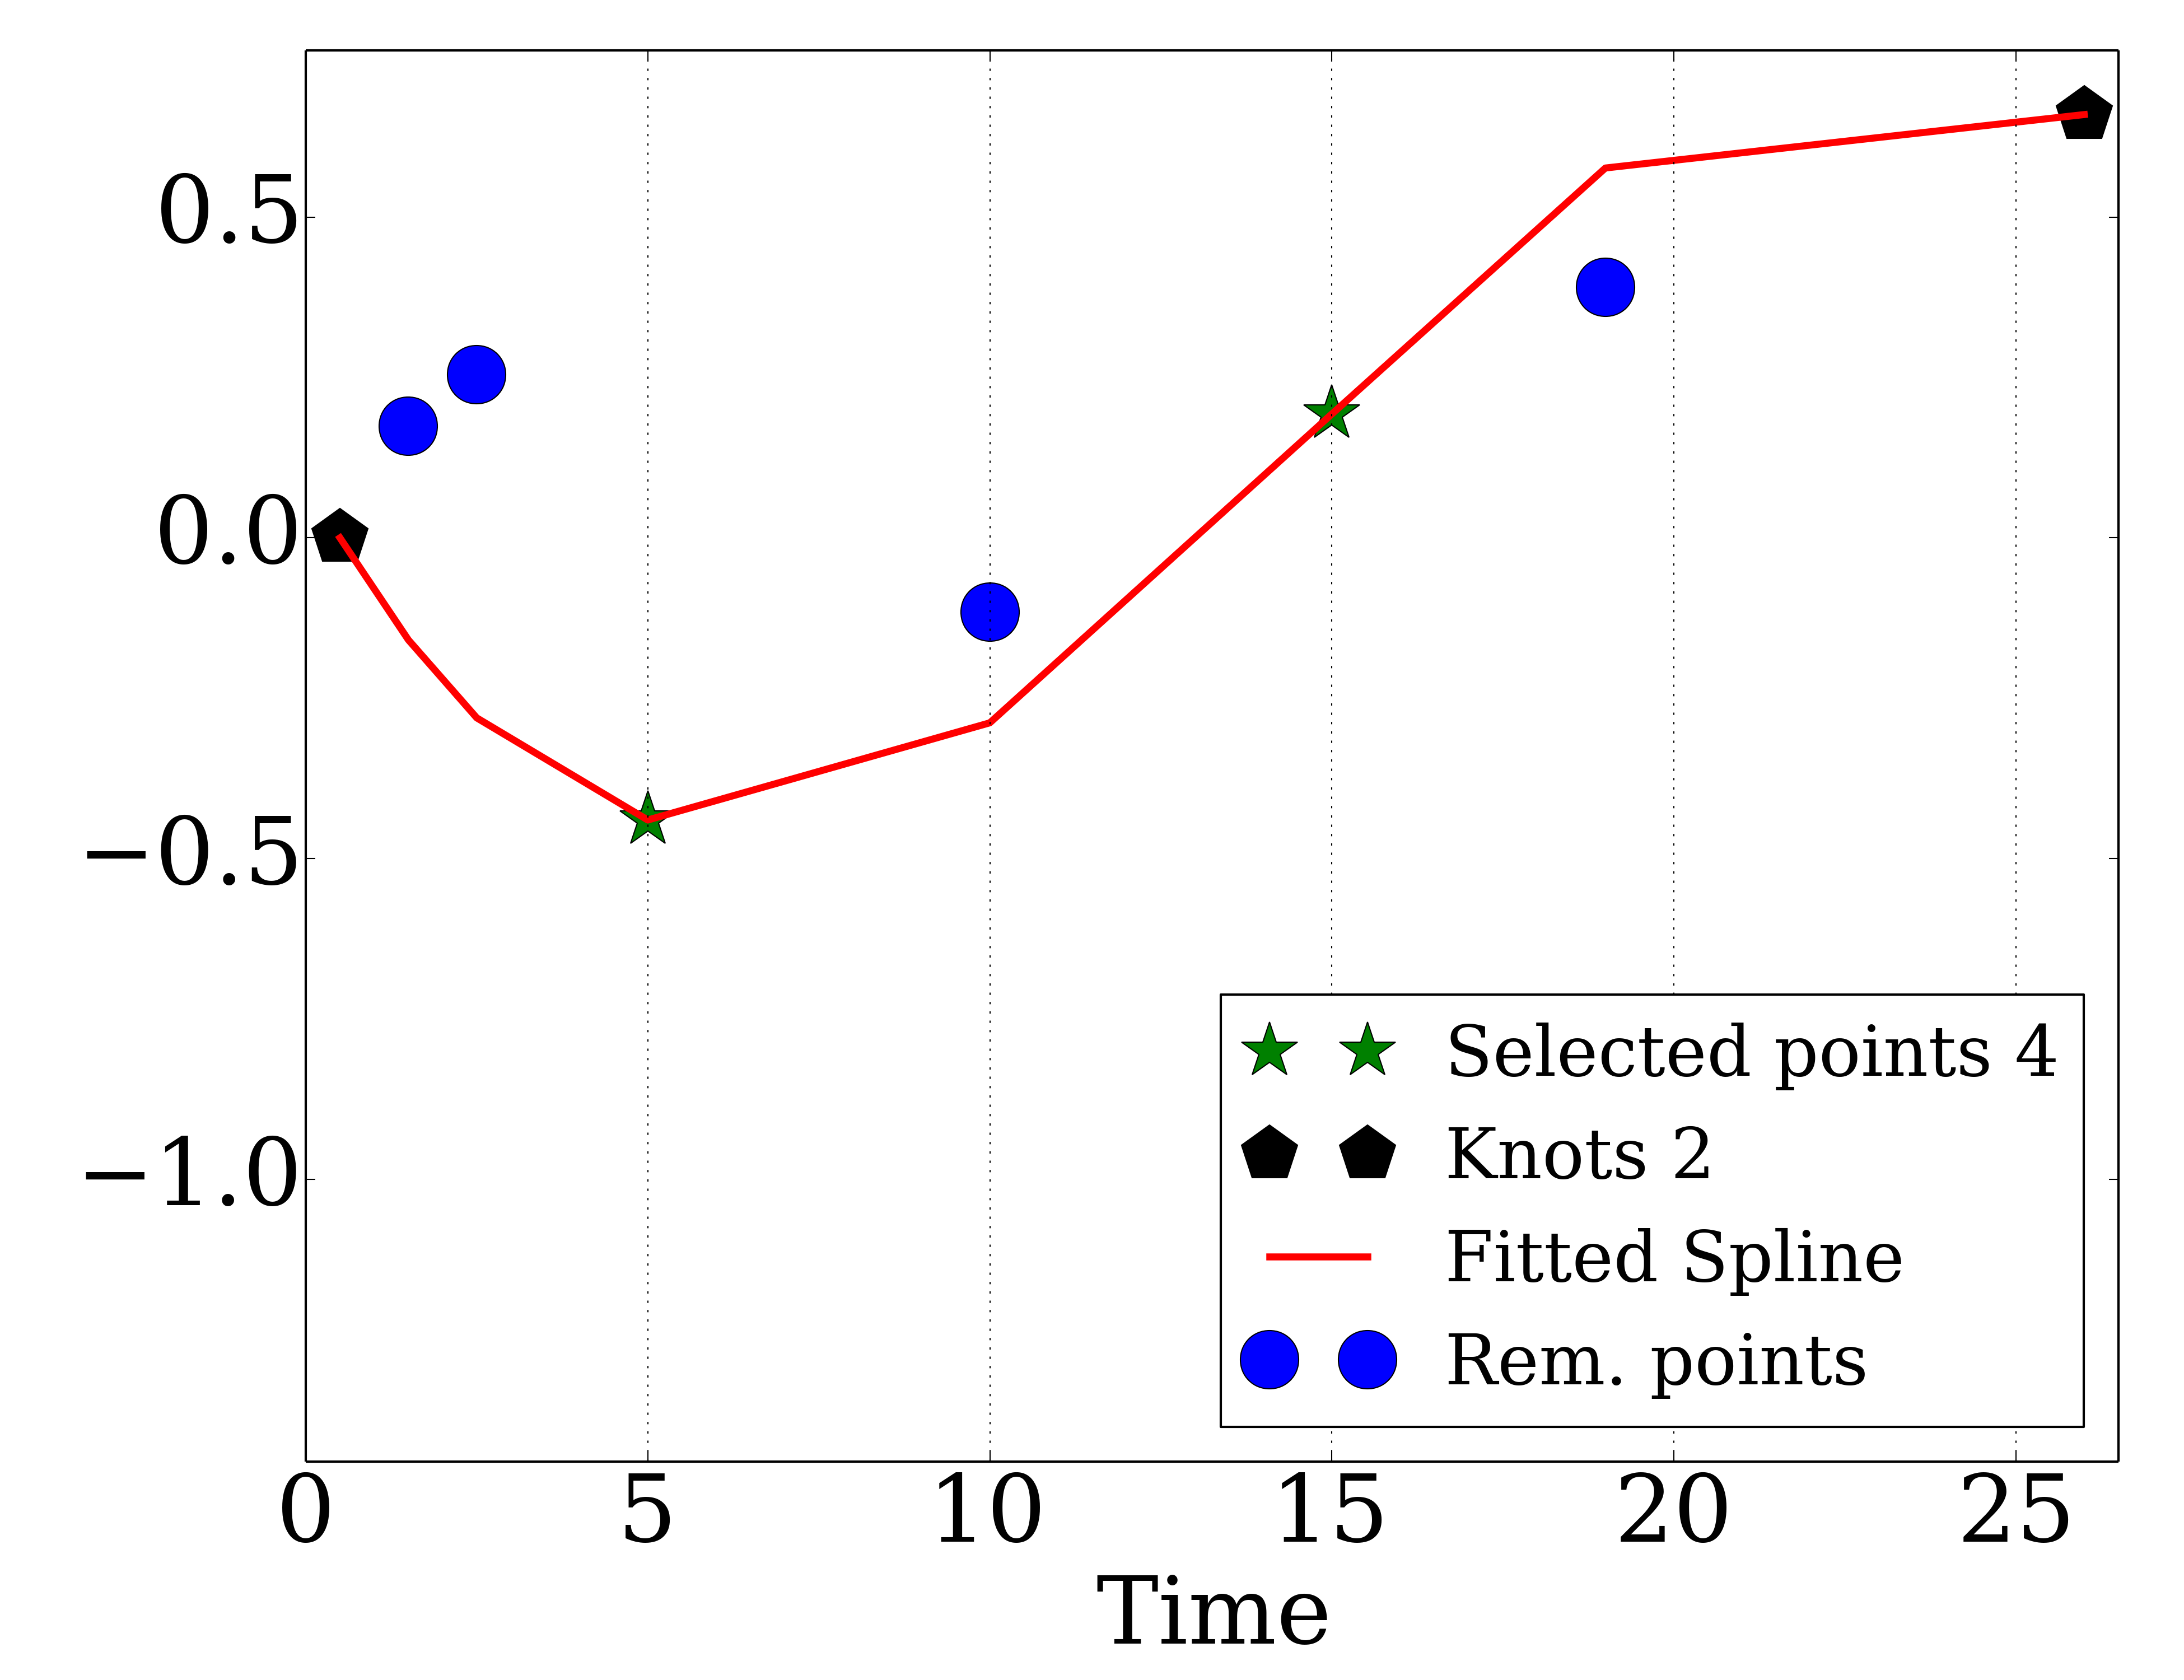 0.5
0.0
−0.5
−1.0
Selected points 4
Knots 2
Fitted Spline
Rem. points
0 5 10 15 20 25
Time